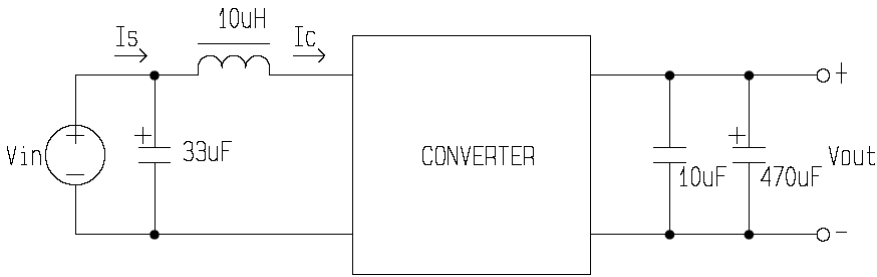 10uH
Is
Ic
+
+
+
+
Vin
-
33uF
CONVERTER
10uF
470uF
Vout
-